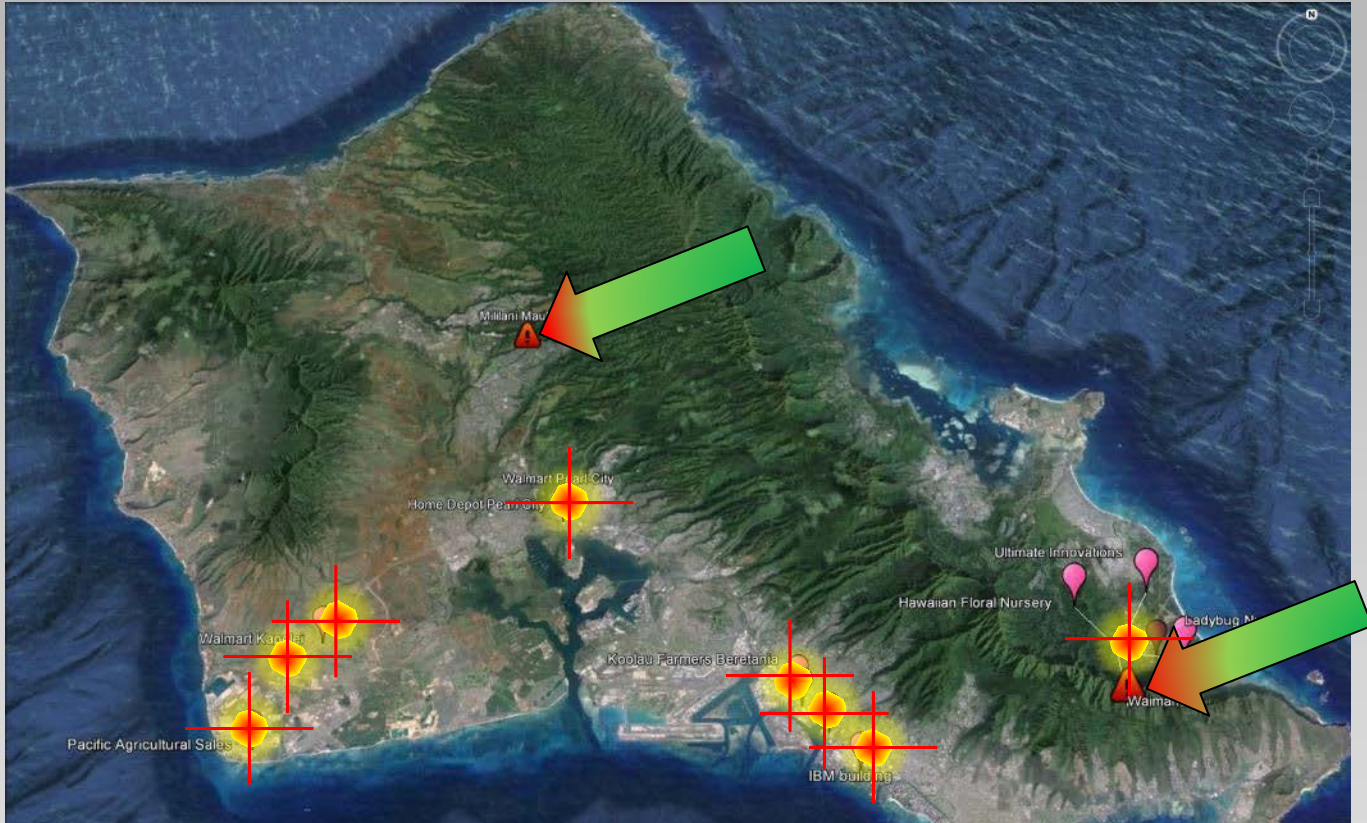 N
Mililani Mau
Walmart Pearl City
Home Depot Pearl City
Ultimate Innovations
Hawaiian Floral Nursery
Ladybug N
Walmart Kapolei
Koolau Farmers Beretania
Waiman
Pacific Agricultural Sales
IBM building